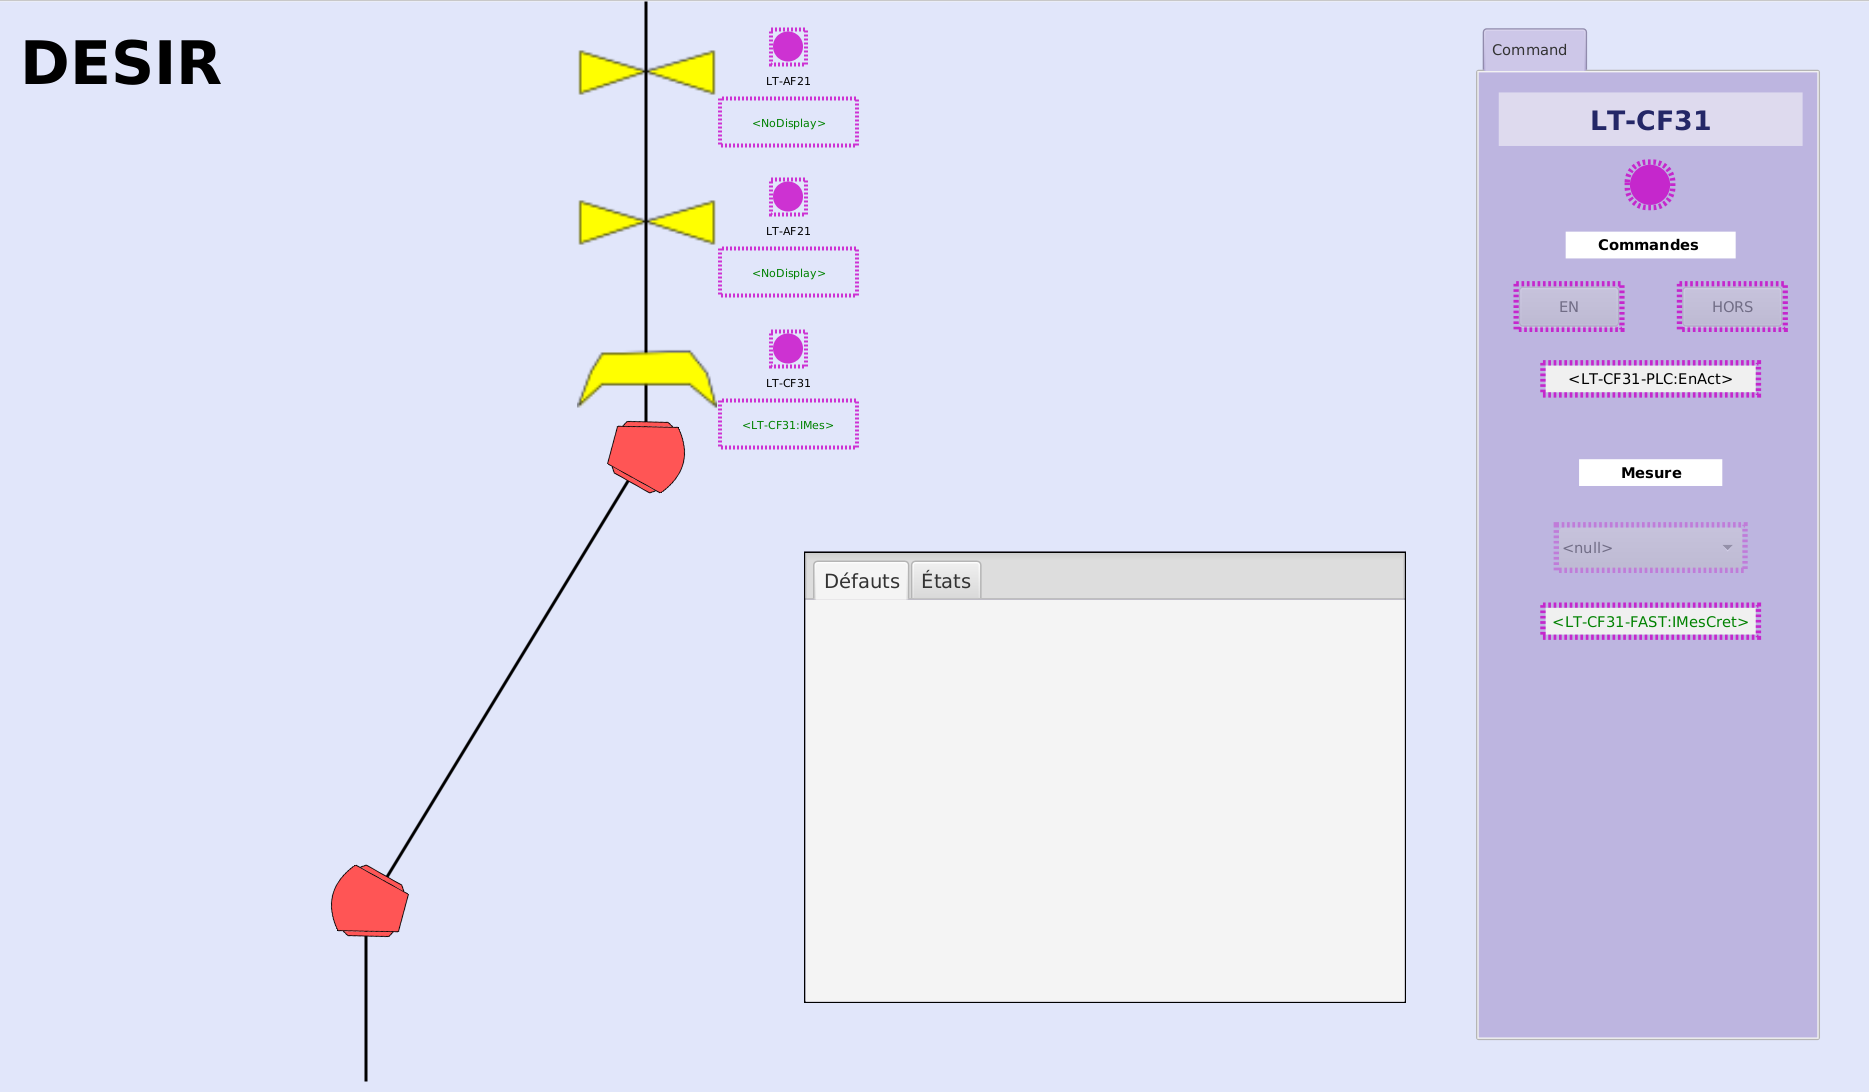 DESIR
LT-AF21
<NoDisplay>
LT-AF21
<NoDisplay>
LT-CF31
<LT-CF31:IMes>
Défauts
États
Command
LT-CF31
Commandes
EN
HORS
<LT-CF31-PLC:EnAct>
Mesure
<null>
<LT-CF31-FAST:IMesCret>